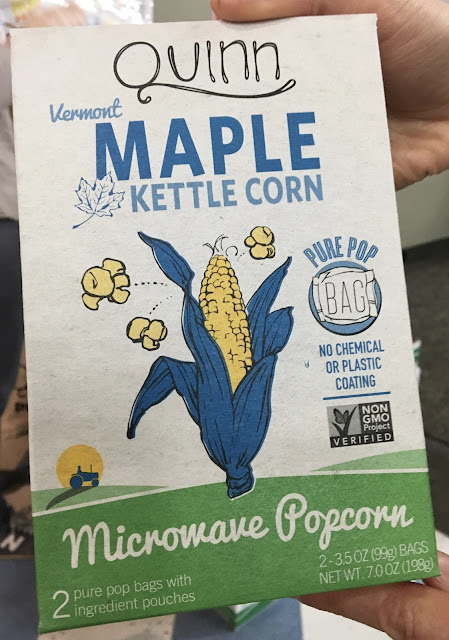 Quinn
Vermont
MAPLE
KETTLE CORN
PURE POP
BAG
NO CHEMICAL
OR PLASTIC
COATING
NON
GMO
Project
VERIFIED
Microwave Popcorn
2 pure pop bags with
ingredient pouches
2-3.5 OZ (99g) BAGS
NET WT. 7.0 OZ (198g)